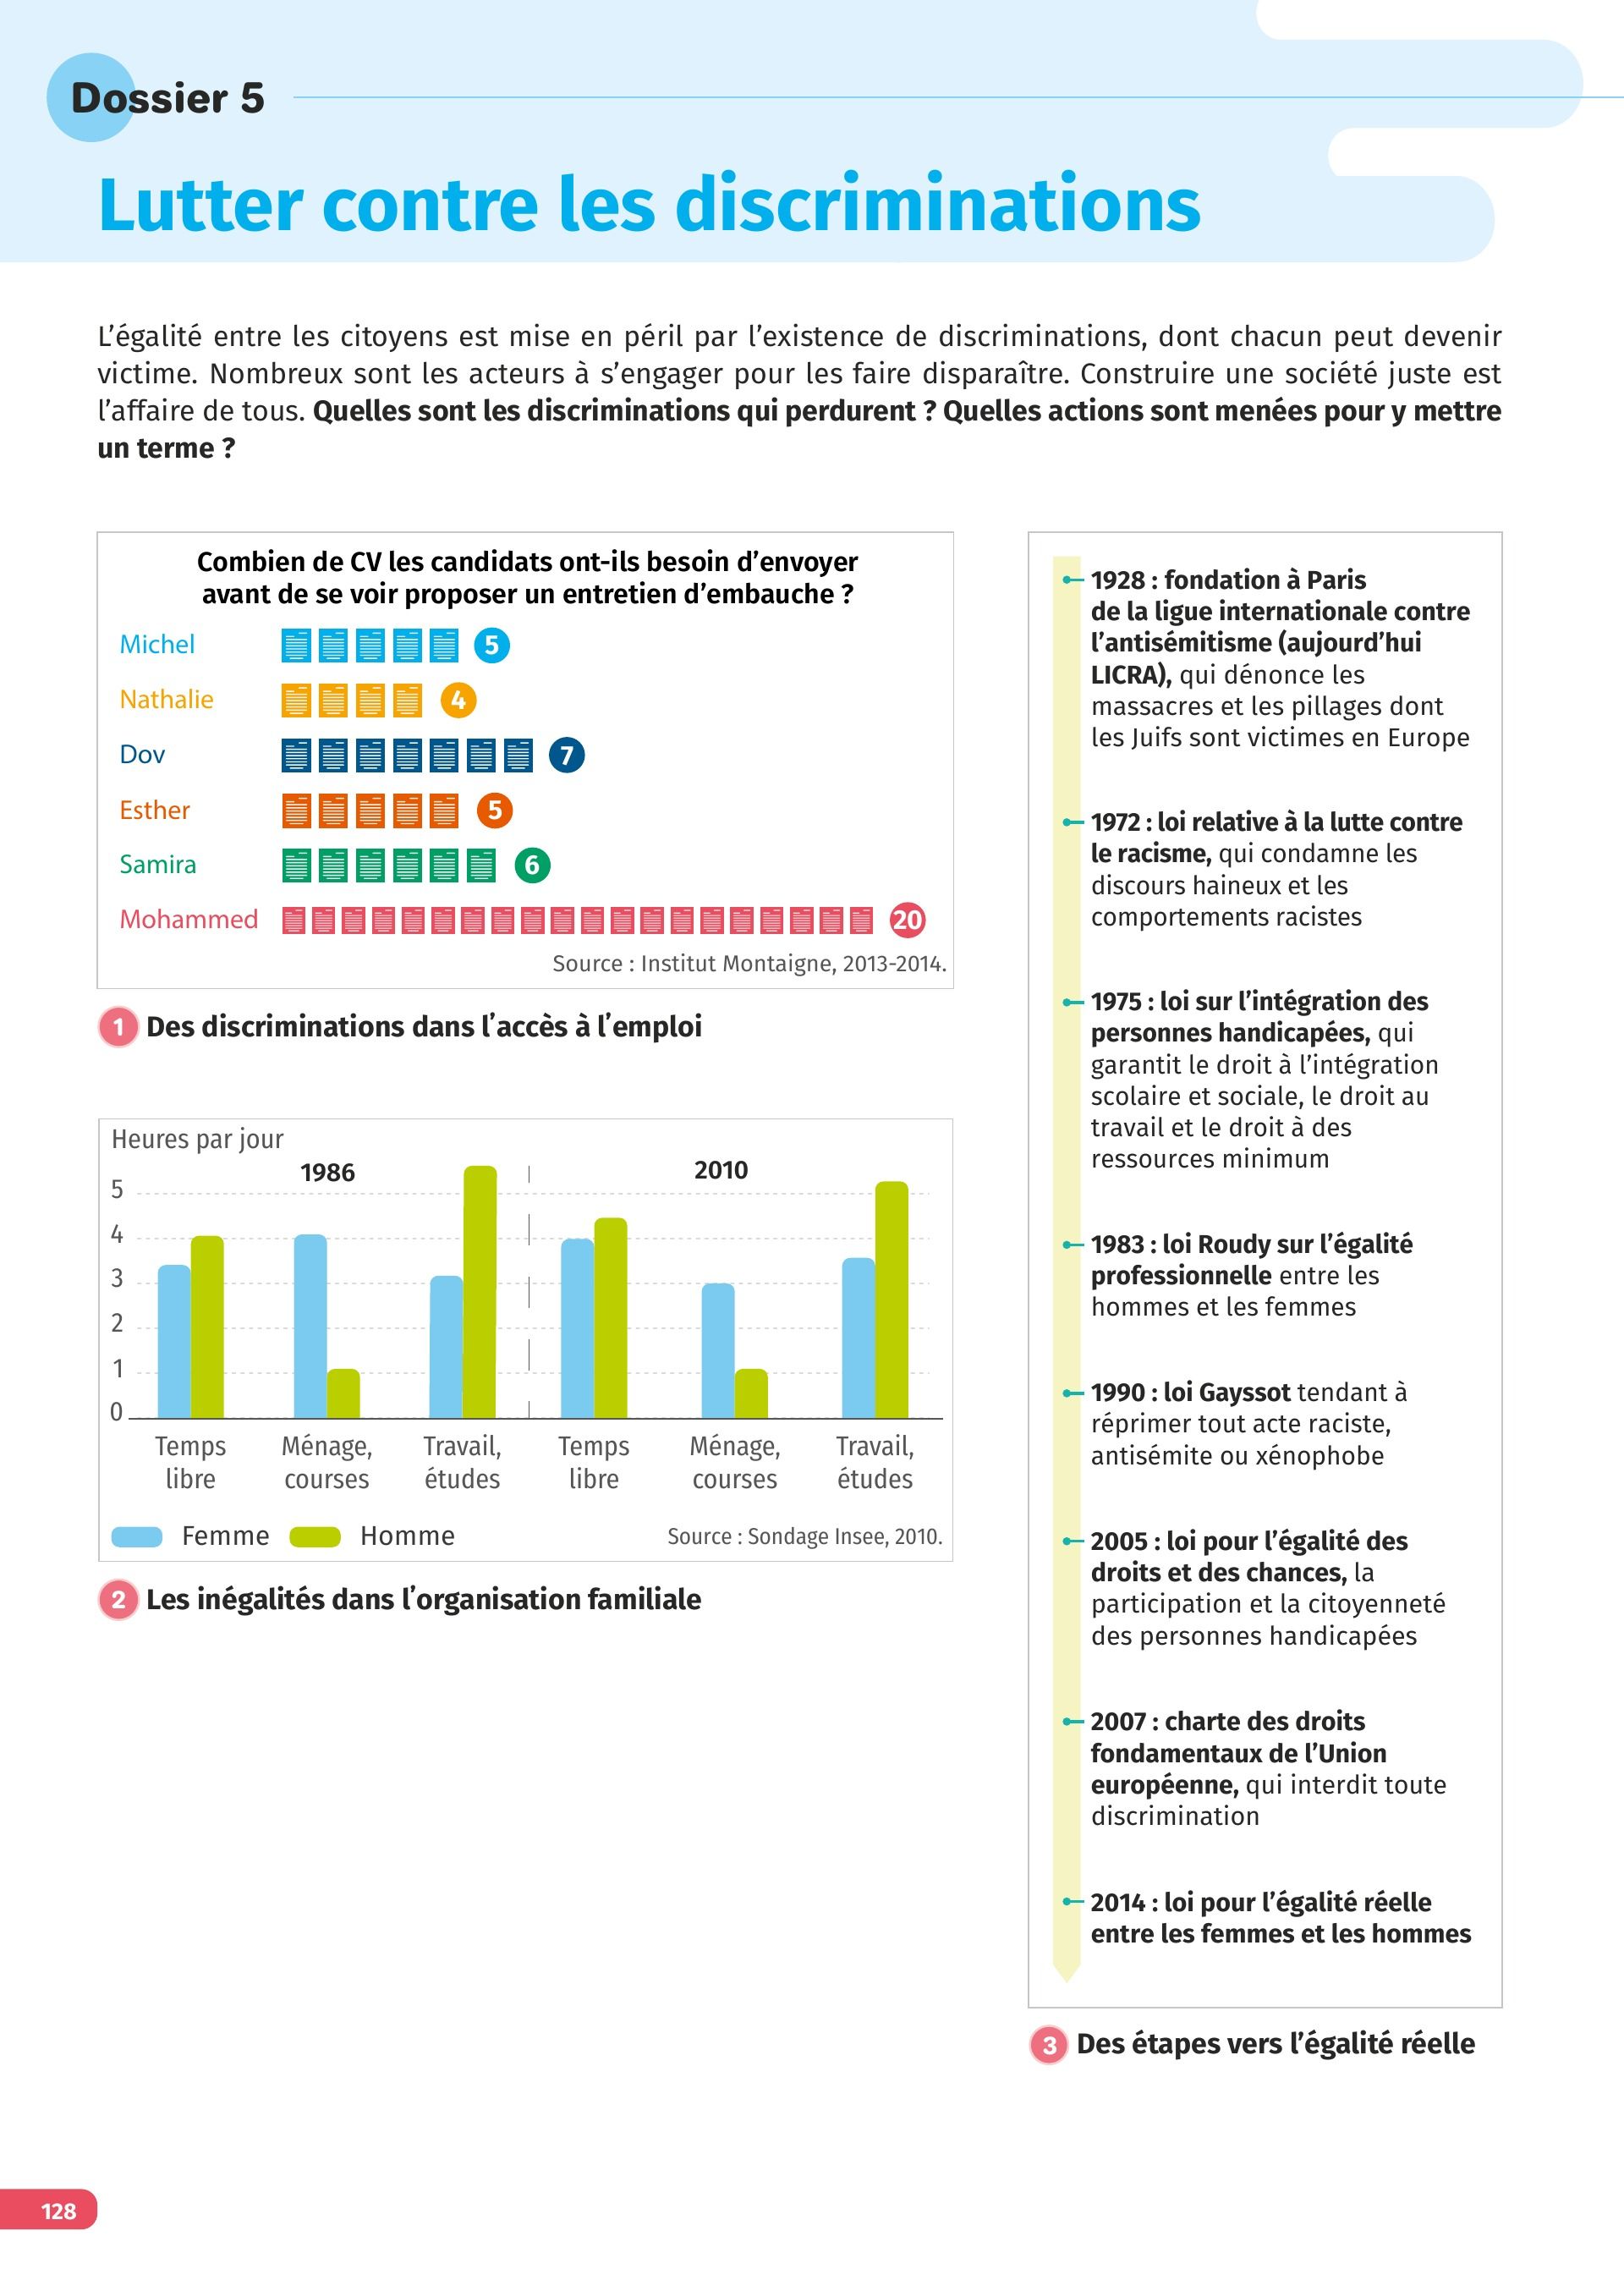 Dossier 5
Lutter contre les discriminations
L’égalité entre les citoyens est mise en péril par l’existence de discriminations, dont chacun peut devenir
victime. Nombreux sont les acteurs à s’engager pour les faire disparaître. Construire une société juste est
l’affaire de tous. Quelles sont les discriminations qui perdurent ? Quelles actions sont menées pour y mettre
un terme ?
Combien de CV les candidats ont-ils besoin d’envoyer
avant de se voir proposer un entretien d’embauche ?
Michel 5
Nathalie 4
Dov 7
Esther 5
Samira 6
Mohammed 20
Source : Institut Montaigne, 2013-2014.
1 Des discriminations dans l’accès à l’emploi
Heures par jour
1986 2010
5
4
3
2
1
0
Temps Ménage, Travail, Temps Ménage, Travail,
libre courses études libre courses études
Femme Homme Source : Sondage Insee, 2010.
2 Les inégalités dans l’organisation familiale
1928 : fondation à Paris
de la ligue internationale contre
l’antisémitisme (aujourd’hui
LICRA), qui dénonce les
massacres et les pillages dont
les Juifs sont victimes en Europe
1972 : loi relative à la lutte contre
le racisme, qui condamne les
discours haineux et les
comportements racistes
1975 : loi sur l’intégration des
personnes handicapées, qui
garantit le droit à l’intégration
scolaire et sociale, le droit au
travail et le droit à des
ressources minimum
1983 : loi Roudy sur l’égalité
professionnelle entre les
hommes et les femmes
1990 : loi Gayssot tendant à
réprimer tout acte raciste,
antisémite ou xénophobe
2005 : loi pour l’égalité des
droits et des chances, la
participation et la citoyenneté
des personnes handicapées
2007 : charte des droits
fondamentaux de l’Union
européenne, qui interdit toute
discrimination
2014 : loi pour l’égalité réelle
entre les femmes et les hommes
3 Des étapes vers l’égalité réelle
128